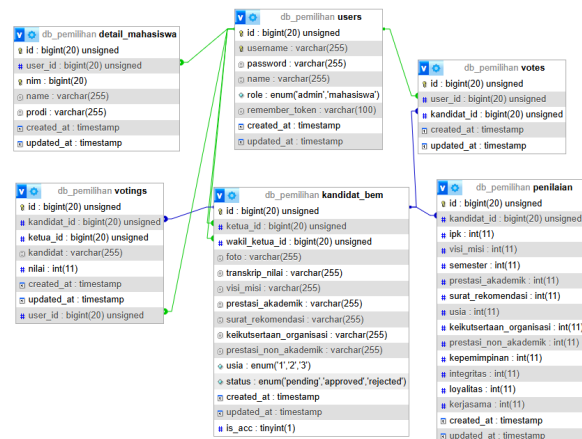 db_pemilihan detail_mahasiswa
id : bigint(20) unsigned
user_id : bigint(20) unsigned
nim : bigint(20)
name : varchar(255)
prodi : varchar(255)
created_at : timestamp
updated_at : timestamp
db_pemilihan users
id : bigint(20) unsigned
username : varchar(255)
password : varchar(255)
name : varchar(255)
role : enum('admin','mahasiswa')
remember_token : varchar(100)
created_at : timestamp
updated_at : timestamp
db_pemilihan votes
id : bigint(20) unsigned
user_id : bigint(20) unsigned
kandidat_id : bigint(20) unsigned
created_at : timestamp
updated_at : timestamp
db_pemilihan votings
id : bigint(20) unsigned
kandidat_id : bigint(20) unsigned
ketua_id : bigint(20) unsigned
kandidat : varchar(255)
nilai : int(11)
created_at : timestamp
updated_at : timestamp
user_id : bigint(20) unsigned
db_pemilihan kandidat_bem
id : bigint(20) unsigned
ketua_id : bigint(20) unsigned
wakil_ketua_id : bigint(20) unsigned
foto : varchar(255)
transkrip_nilai : varchar(255)
visi_misi : varchar(255)
prestasi_akademik : varchar(255)
surat_rekomendasi : varchar(255)
keikutsertaan_organisasi : varchar(255)
prestasi_non_akademik : varchar(255)
usia : enum('1','2','3')
status : enum('pending','approved','rejected')
created_at : timestamp
updated_at : timestamp
is_acc : tinyint(1)
db_pemilihan penilaian
id : bigint(20) unsigned
kandidat_id : bigint(20) unsigned
ipk : int(11)
visi_misi : int(11)
semester : int(11)
prestasi_akademik : int(11)
surat_rekomendasi : int(11)
usia : int(11)
keikutsertaan_organisasi : int(11)
prestasi_non_akademik : int(11)
kepemimpinan : int(11)
integritas : int(11)
loyalitas : int(11)
kerjasama : int(11)
created_at : timestamp
updated_at : timestamp